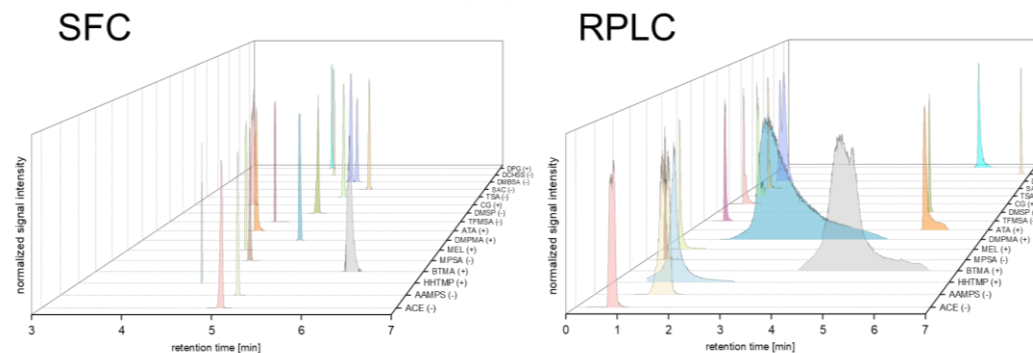 SFC
normalized signal intensity
DPG (+)
DCHSS (-)
DMBSA (-)
SAC (-)
TSA (-)
CG (+)
DMSP (-)
TFMSA (-)
ATA (+)
DMPMA (+)
MEL (+)
MPSA (-)
BTMA (+)
HHTMP (+)
AAMPS (-)
ACE (-)
3 4 5 6 7
retention time [min]
RPLC
normalized signal intensity
TSA
CG (+)
DMSP (-)
TFMSA (-)
ATA (+)
DMPMA (+)
MEL (+)
MPSA (-)
BTMA (+)
HHTMP (+)
AAMPS (-)
ACE (-)
0 1 2 3 4 5 6 7
retention time [min]